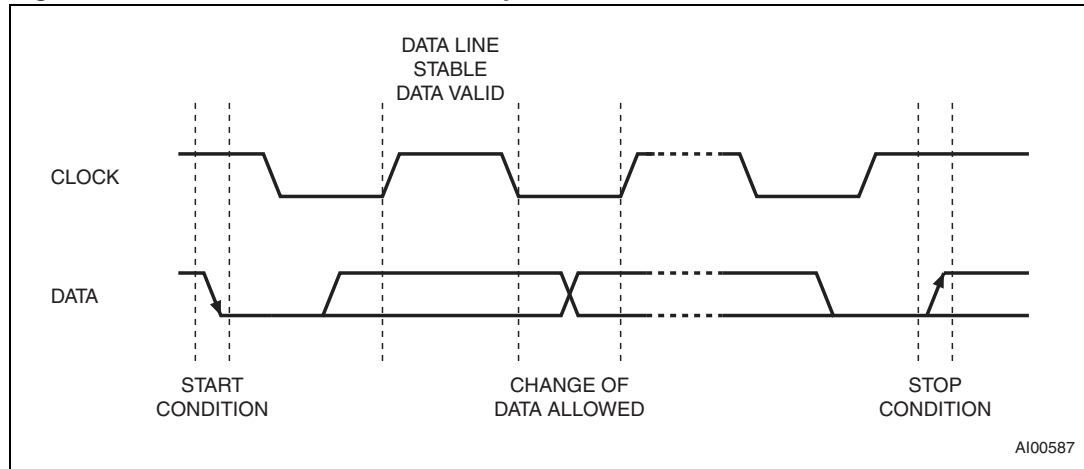 DATA LINE
STABLE
DATA VALID
CLOCK
DATA
START
CONDITION
CHANGE OF
DATA ALLOWED
STOP
CONDITION
AI00587